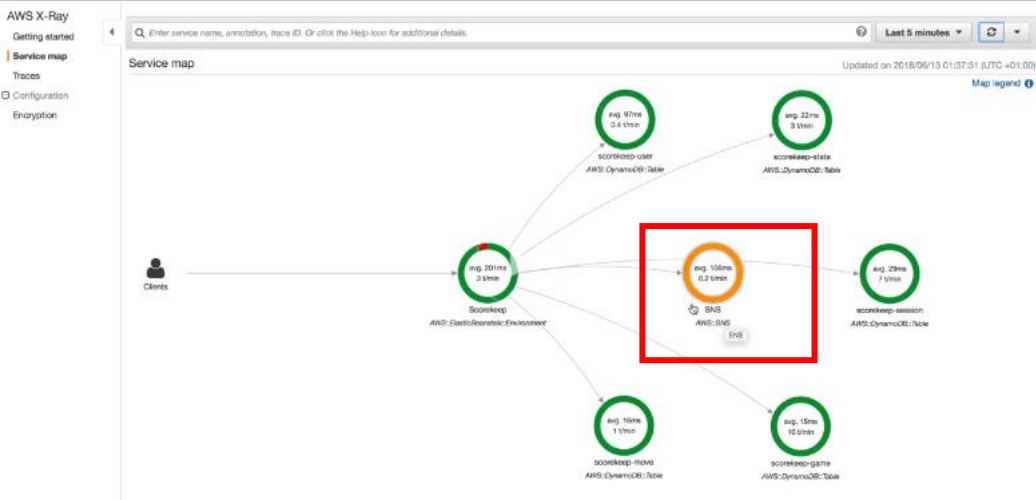 AWS X-Ray
Getting started
Service map
Traces
Configuration
Encryption
Enter service name, annotation, trace ID. Or click the Help icon for additional details.
Last 5 minutes
Service map
Updated on 2018/06/13 01:37:31 (UTC +01:00)
Map legend
avg. 97ms
0.4 t/min
scorekeep-user
AWS::DynamoDB::Table
avg. 22ms
3 t/min
scorekeep-state
AWS::DynamoDB::Table
Clients
avg. 201ms
3 t/min
Scorekeep
AWS::ElasticBeanstalk::Environment
avg. 108ms
0.2 t/min
SNS
AWS::SNS
SNS
avg. 29ms
7 t/min
scorekeep-session
AWS::DynamoDB::Table
avg. 16ms
1 t/min
scorekeep-move
AWS::DynamoDB::Table
avg. 15ms
10 t/min
scorekeep-game
AWS::DynamoDB::Table